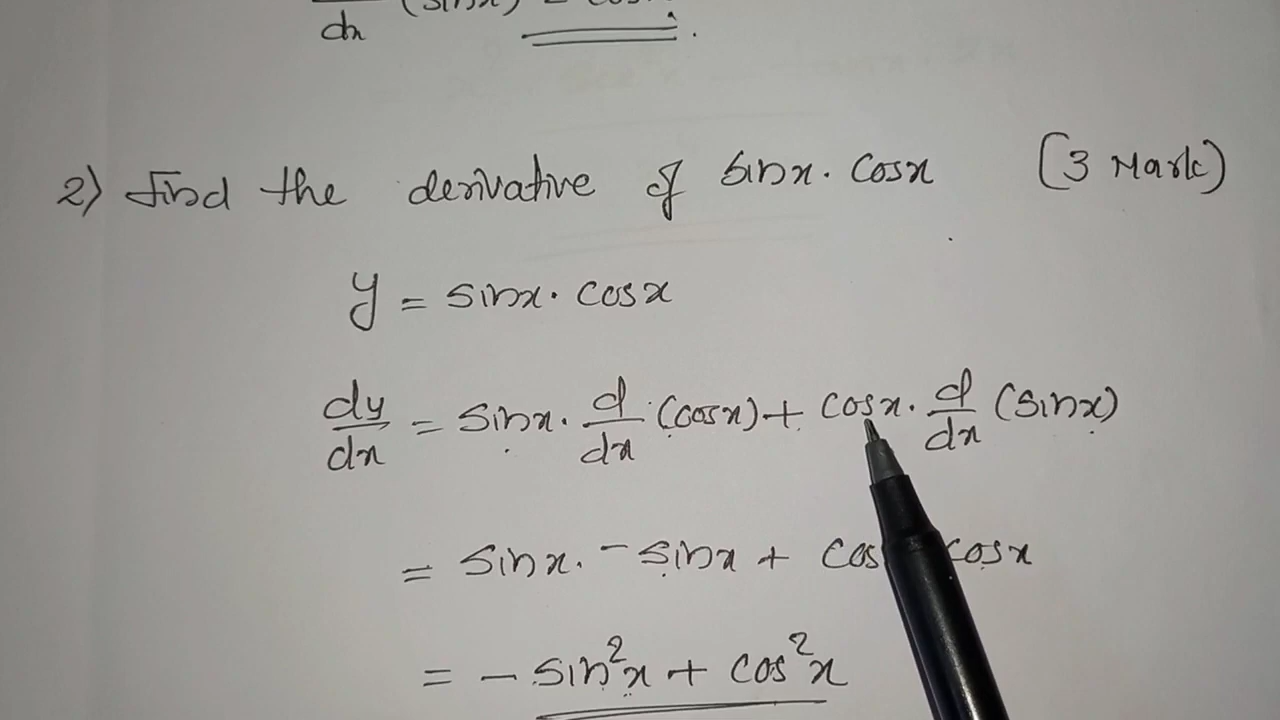 dx
2) Find the derivative of sinx. cosx (3 Mark)
y = sinx. cosx
dy/dx = sinx. d/dx (cosx) + cosx. d/dx (sinx)
= sinx. - sinx + cos cosx
= - sin²x + cos²x